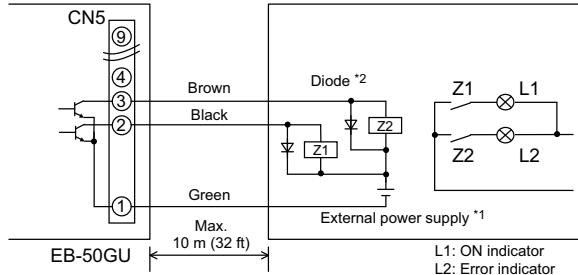 CN5
9
4
3
2
1
Brown
Black
Green
Diode *2
Z2
Z1
External power supply *1
Z1 L1
Z2 L2
EB-50GU
Max.
10 m (32 ft)
L1: ON indicator
L2: Error indicator